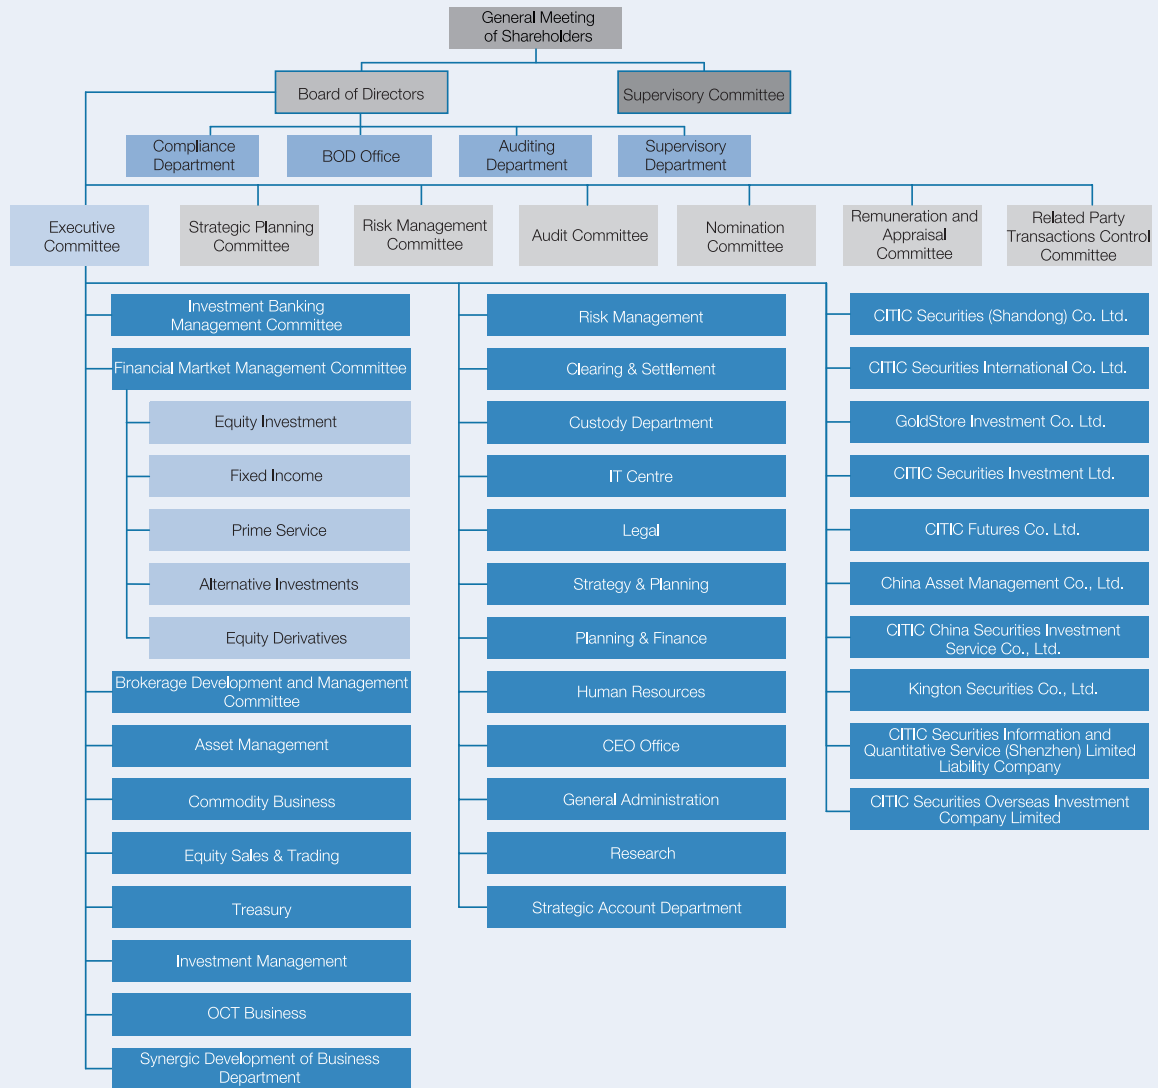 General Meeting
of Shareholders
Board of Directors
Supervisory Committee
Compliance
Department
BOD Office
Auditing
Department
Supervisory
Department
Executive
Committee
Strategic Planning
Committee
Risk Management
Committee
Audit Committee
Nomination
Committee
Remuneration and
Appraisal
Committee
Related Party
Transactions Control
Committee
Investment Banking
Management Committee
Financial Martket Management Committee
Equity Investment
Fixed Income
Prime Service
Alternative Investments
Equity Derivatives
Brokerage Development and Management
Committee
Asset Management
Commodity Business
Equity Sales & Trading
Treasury
Investment Management
OCT Business
Synergic Development of Business
Department
Risk Management
Clearing & Settlement
Custody Department
IT Centre
Legal
Strategy & Planning
Planning & Finance
Human Resources
CEO Office
General Administration
Research
Strategic Account Department
CITIC Securities (Shandong) Co. Ltd.
CITIC Securities International Co. Ltd.
GoldStore Investment Co. Ltd.
CITIC Securities Investment Ltd.
CITIC Futures Co. Ltd.
China Asset Management Co., Ltd.
CITIC China Securities Investment
Service Co., Ltd.
Kington Securities Co., Ltd.
CITIC Securities Information and
Quantitative Service (Shenzhen) Limited
Liability Company
CITIC Securities Overseas Investment
Company Limited